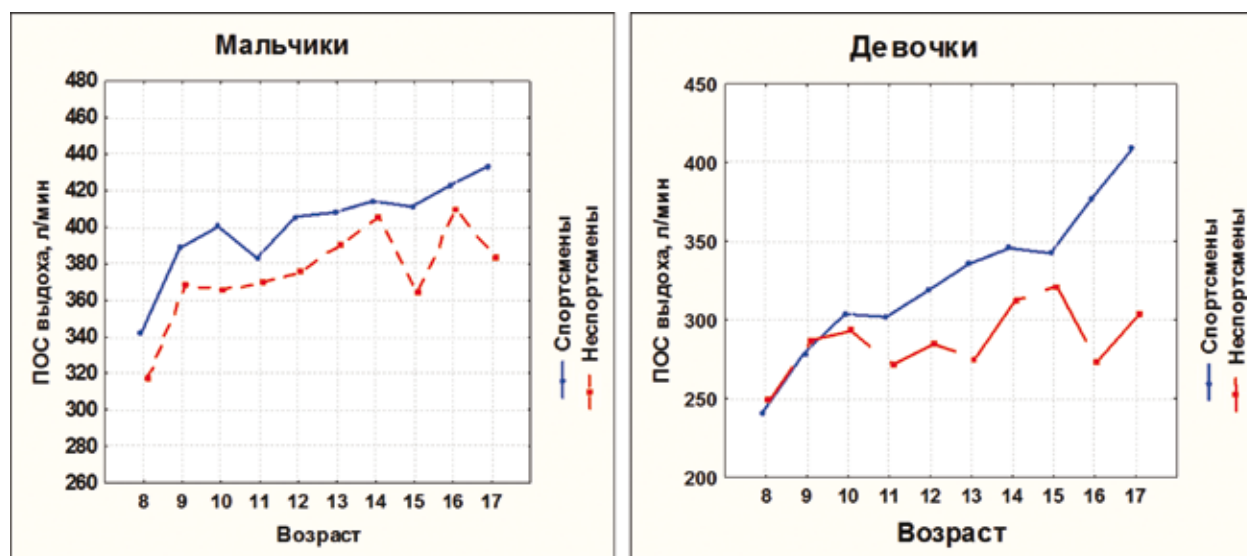 Мальчики
480
460
440
420
400
380
360
340
320
300
280
260
ПОС выдоха, л/мин
8 9 10 11 12 13 14 15 16 17
Возраст
Спортсмены
Неспортсмены
Девочки
450
400
350
300
250
200
ПОС выдоха, л/мин
8 9 10 11 12 13 14 15 16 17
Возраст
Спортсмены
Неспортсмены